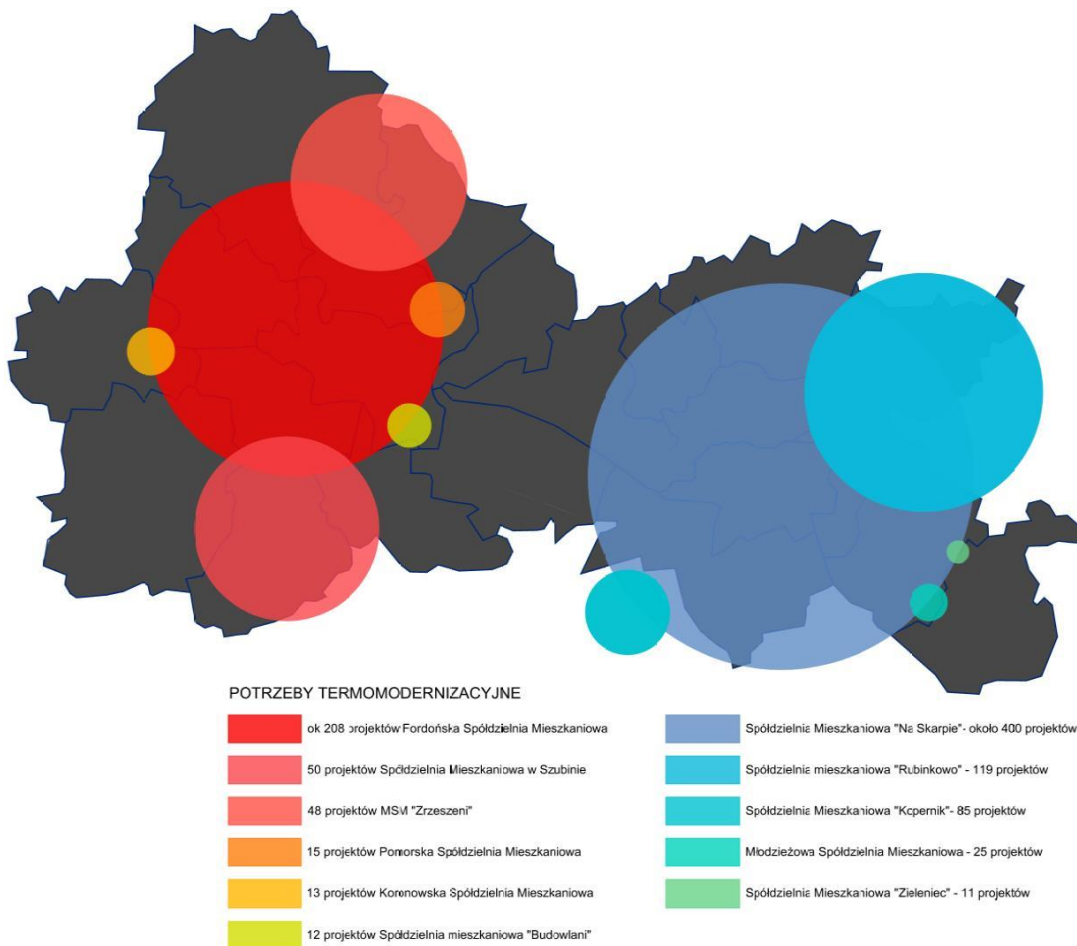 POTRZEBY TERMOMODERNIZACYJNE
ok 208 projektów Fordońska Spółdzielnia Mieszkaniowa
50 projektów Spółdzielnia Mieszkaniowa w Szubinie
48 projektów MSM "Zrzeszeni"
15 projektów Pomorska Spółdzielnia Mieszkaniowa
13 projektów Koronowska Spółdzielnia Mieszkaniowa
12 projektów Spółdzielnia mieszkaniowa "Budowlani"
Spółdzielnia Mieszkaniowa "Na Skarpie"- około 400 projektów
Spółdzielnia mieszkaniowa "Rubinkowo" - 119 projektów
Spółdzielnia Mieszkaniowa "Kopernik"- 85 projektów
Młodzieżowa Spółdzielnia Mieszkaniowa - 25 projektów
Spółdzielnia Mieszkaniowa "Zieleniec" - 11 projektów